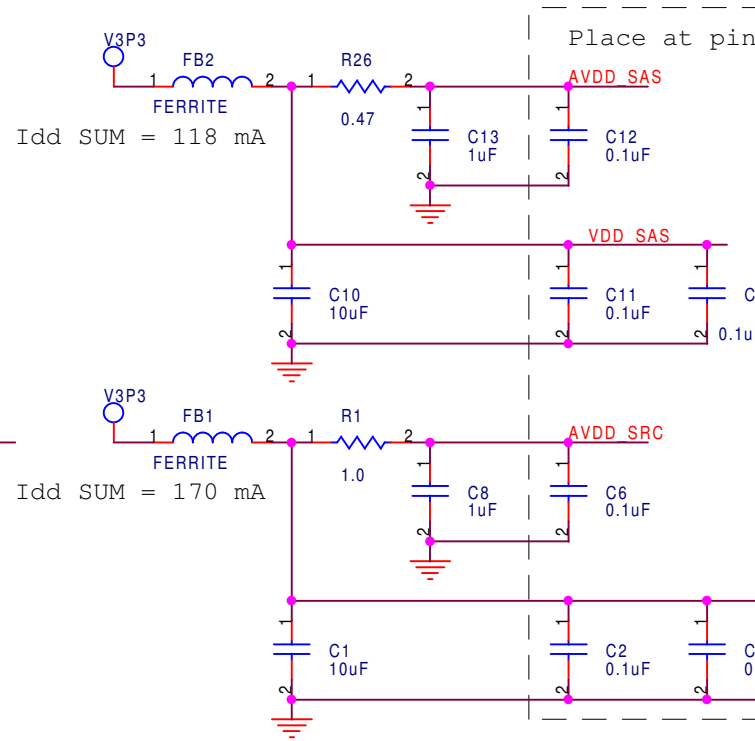 Place at pin
V3P3
FB2
R26
1
2
1
2
AVDD_SAS
FERRITE
0.47
1
C13
1uF
2
1
C12
0.1uF
2
Idd SUM = 118 mA
VDD_SAS
1
C10
10uF
2
1
C11
0.1uF
2
1
C
2
0.1u
V3P3
FB1
R1
1
2
1
2
AVDD_SRC
FERRITE
1.0
1
C8
1uF
2
1
C6
0.1uF
2
Idd SUM = 170 mA
1
C1
10uF
2
1
C2
0.1uF
2
1
C
0
2